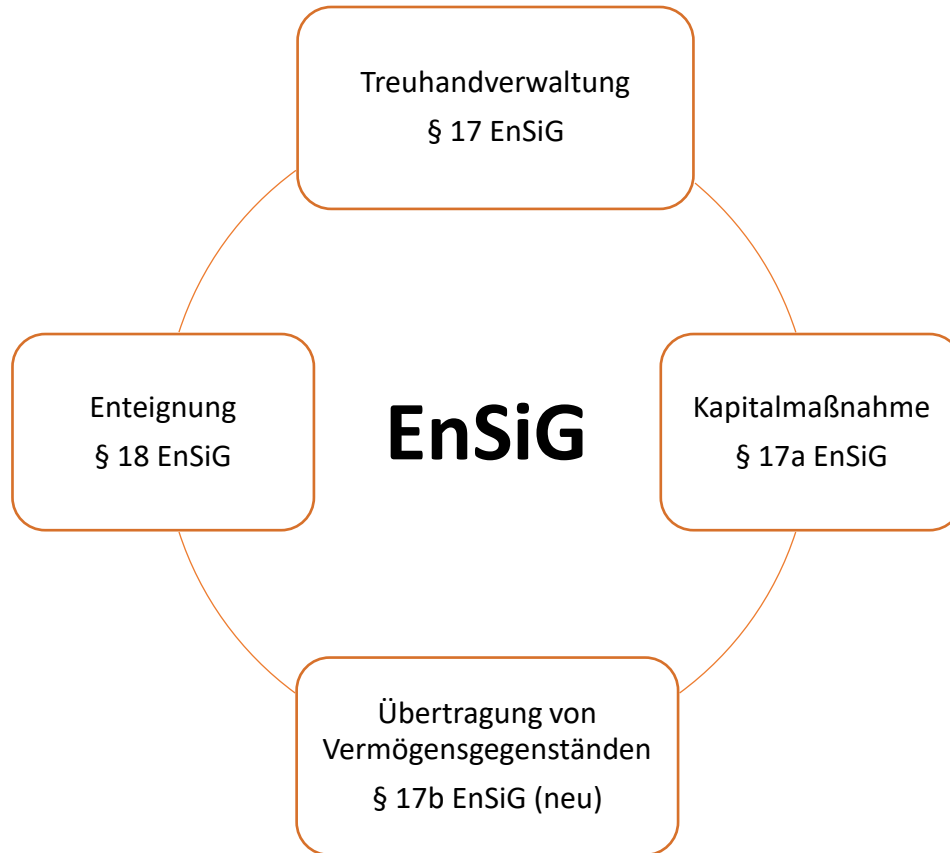 Treuhandverwaltung
§ 17 EnSiG
Enteignung
§ 18 EnSiG
EnSiG
Kapitalmaßnahme
§ 17a EnSiG
Übertragung von
Vermögensgegenständen
§ 17b EnSiG (neu)